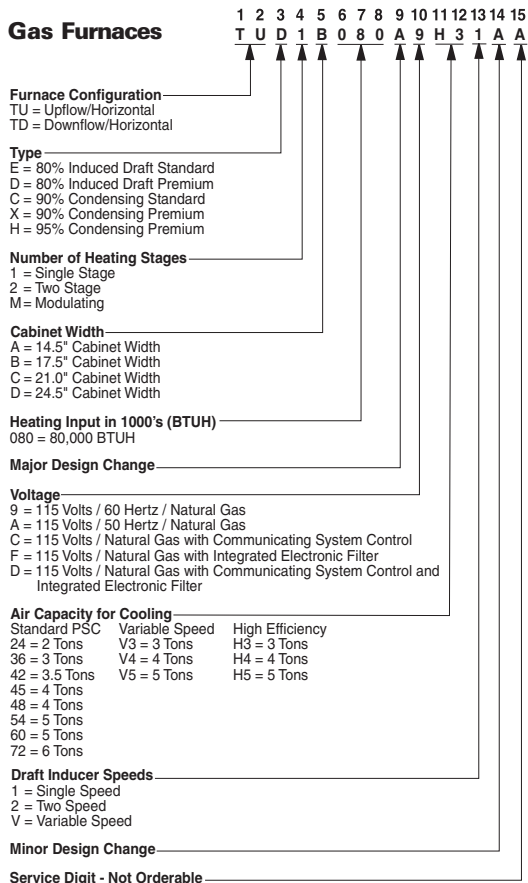 Gas Furnaces
1 2 3 4 5 6 7 8 9 10 11 12 13 14 15
T U D 1 B 0 8 0 A 9 H 3 1 A A
Furnace Configuration
TU = Upflow/Horizontal
TD = Downflow/Horizontal
Type
E = 80% Induced Draft Standard
D = 80% Induced Draft Premium
C = 90% Condensing Standard
X = 90% Condensing Premium
H = 95% Condensing Premium
Number of Heating Stages
1 = Single Stage
2 = Two Stage
M= Modulating
Cabinet Width
A = 14.5" Cabinet Width
B = 17.5" Cabinet Width
C = 21.0" Cabinet Width
D = 24.5" Cabinet Width
Heating Input in 1000's (BTUH)
080 = 80,000 BTUH
Major Design Change
Voltage
9 = 115 Volts / 60 Hertz / Natural Gas
A = 115 Volts / 50 Hertz / Natural Gas
C = 115 Volts / Natural Gas with Communicating System Control
F = 115 Volts / Natural Gas with Integrated Electronic Filter
D = 115 Volts / Natural Gas with Communicating System Control and
Integrated Electronic Filter
Air Capacity for Cooling
Standard PSC Variable Speed High Efficiency
24 = 2 Tons V3 = 3 Tons H3 = 3 Tons
36 = 3 Tons V4 = 4 Tons H4 = 4 Tons
42 = 3.5 Tons V5 = 5 Tons H5 = 5 Tons
45 = 4 Tons
48 = 4 Tons
54 = 5 Tons
60 = 5 Tons
72 = 6 Tons
Draft Inducer Speeds
1 = Single Speed
2 = Two Speed
V = Variable Speed
Minor Design Change
Service Digit - Not Orderable